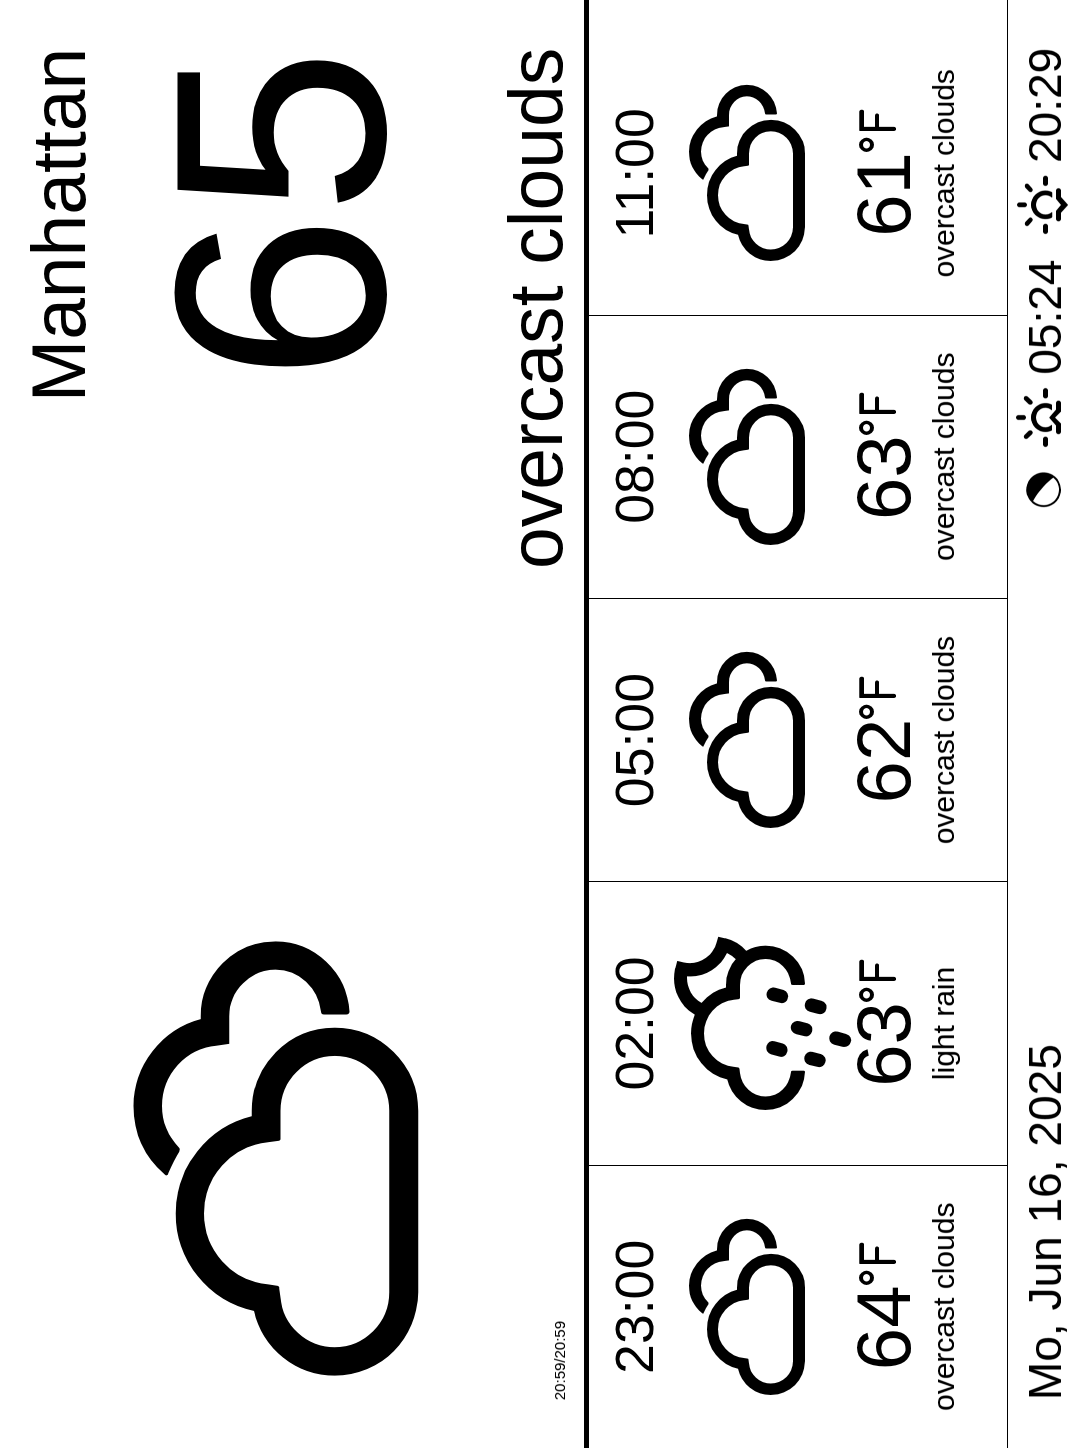 Manhattan
65
overcast clouds
20:59/20:59
23:00
64°F
overcast clouds
02:00
63°F
light rain
05:00
62°F
overcast clouds
08:00
63°F
overcast clouds
11:00
61°F
overcast clouds
Mo, Jun 16, 2025
05:24
20:29